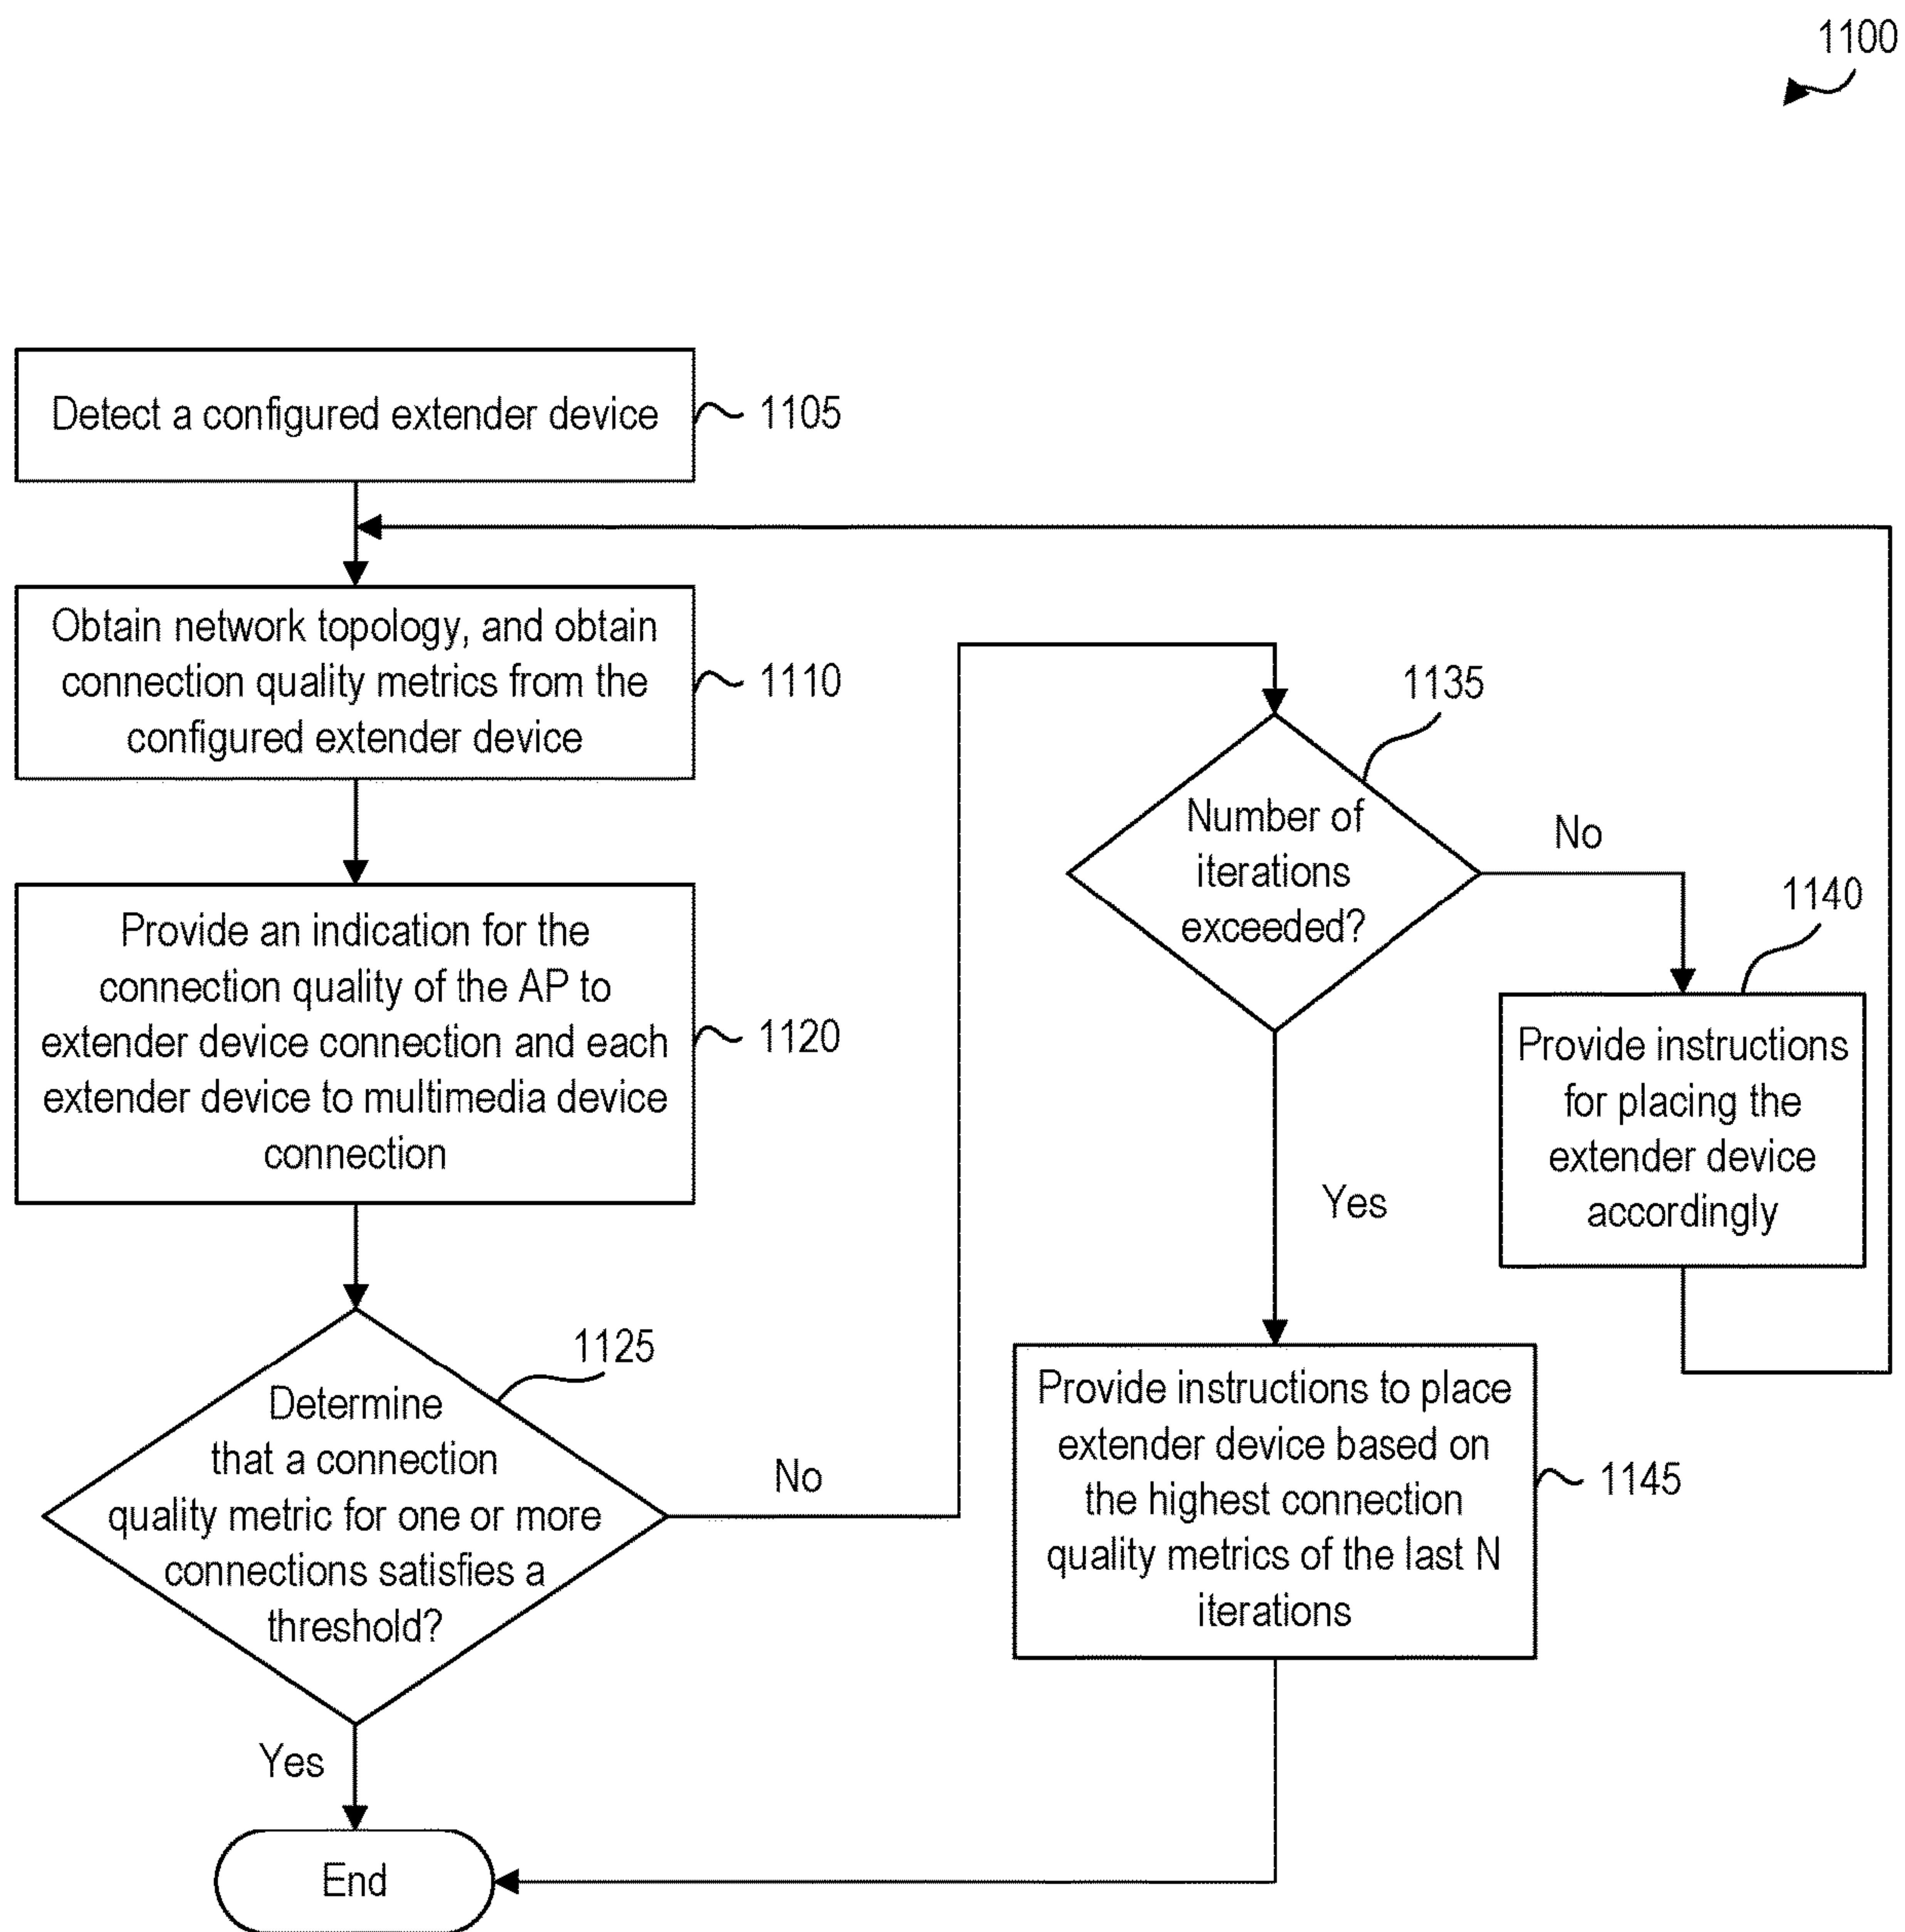 1100
Detect a configured extender device
1105
Obtain network topology, and obtain
connection quality metrics from the
configured extender device
1110
Provide an indication for the
connection quality of the AP to
extender device connection and each
extender device to multimedia device
connection
1120
Determine
that a connection
quality metric for one or more
connections satisfies a
threshold?
1125
No
Yes
End
Number of
iterations
exceeded?
1135
No
Yes
Provide instructions
for placing the
extender device
accordingly
1140
Provide instructions to place
extender device based on
the highest connection
quality metrics of the last N
iterations
1145